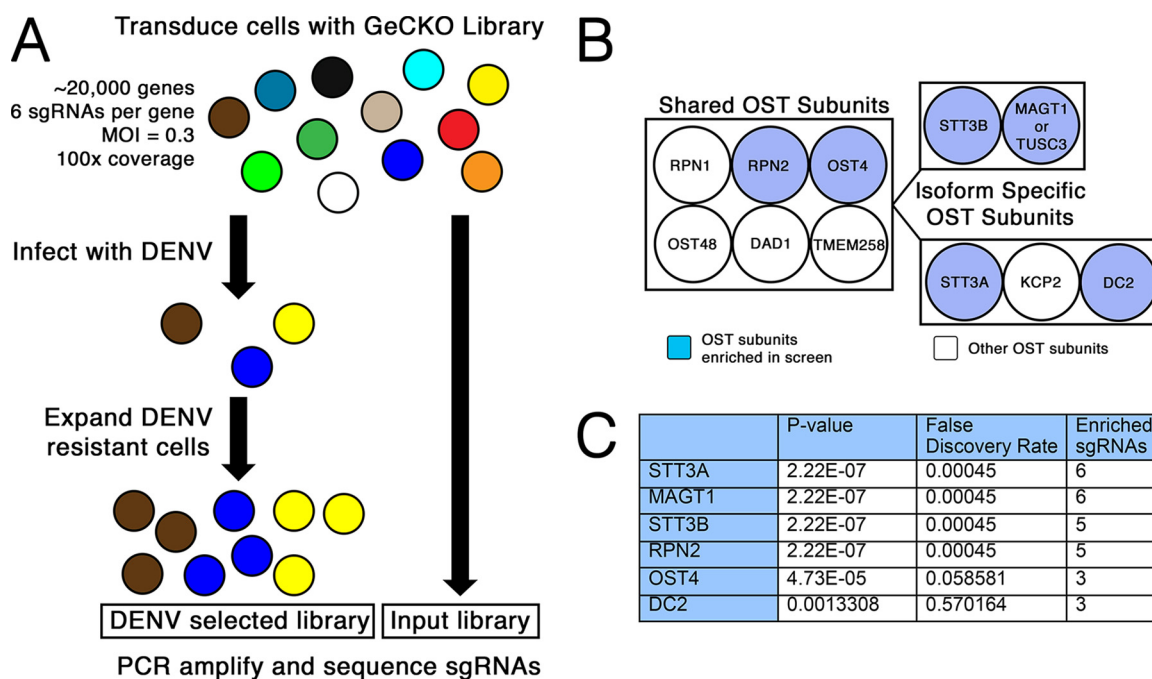 A
Transduce cells with GeCKO Library
~20,000 genes
6 sgRNAs per gene
MOI = 0.3
100x coverage
Infect with DENV
Expand DENV
resistant cells
DENV selected library
Input library
PCR amplify and sequence sgRNAs
B
Shared OST Subunits
RPN1
RPN2
OST4
OST48
DAD1
TMEM258
STT3B
MAGT1
or
TUSC3
Isoform Specific
OST Subunits
STT3A
KCP2
DC2
OST subunits
enriched in screen
Other OST subunits
C
P-value
False
Discovery Rate
Enriched
sgRNAs
STT3A 2.22E-07 0.00045 6
MAGT1 2.22E-07 0.00045 6
STT3B 2.22E-07 0.00045 5
RPN2 2.22E-07 0.00045 5
OST4 4.73E-05 0.058581 3
DC2 0.0013308 0.570164 3